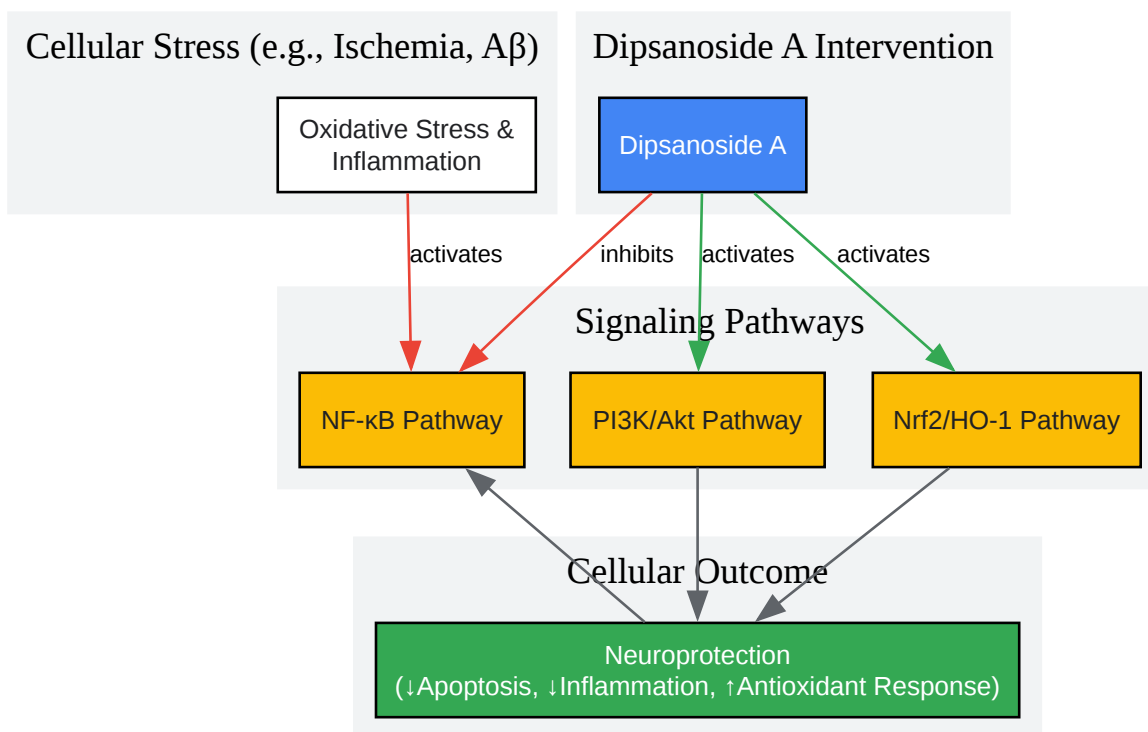 Cellular Stress (e.g., Ischemia, Aβ)
Dipsanoside A Intervention
Oxidative Stress &
Inflammation
Dipsanoside A
activates
inhibits
activates
activates
Signaling Pathways
NF-κB Pathway
PI3K/Akt Pathway
Nrf2/HO-1 Pathway
Cellular Outcome
Neuroprotection
(↓Apoptosis, ↓Inflammation, ↑Antioxidant Response)